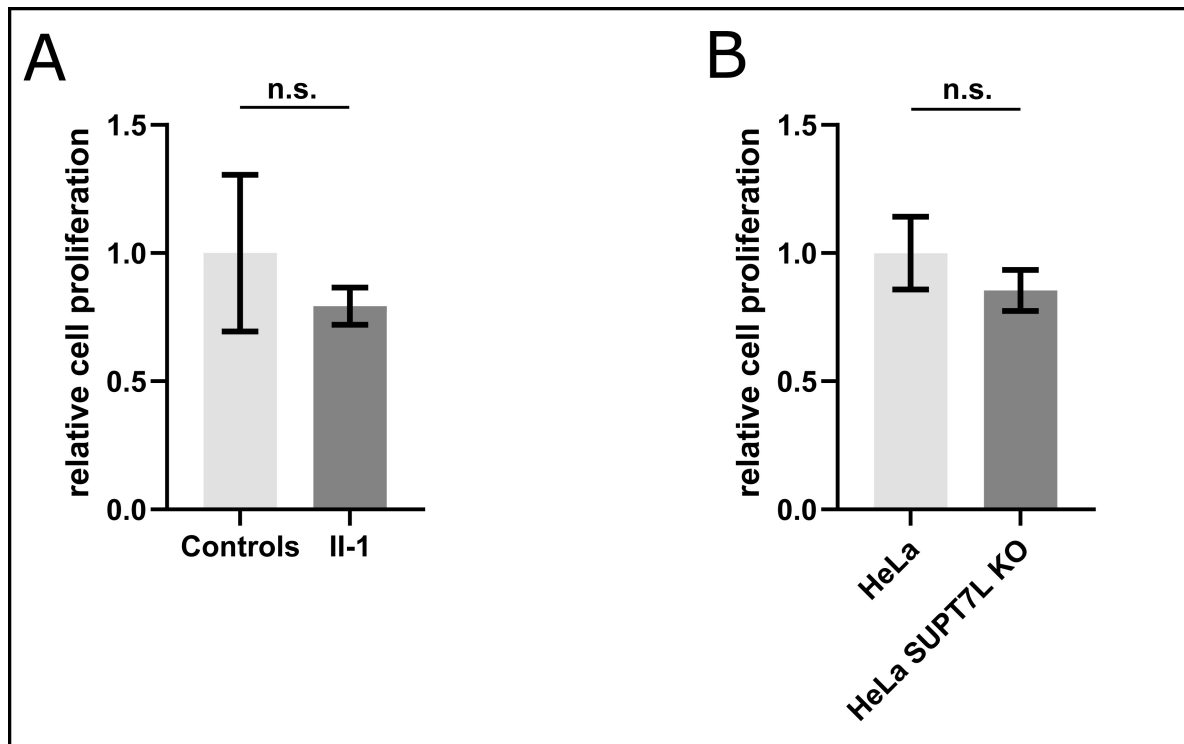 A
n.s.
1.5
1.0
0.5
0.0
relative cell proliferation
Controls II-1
B
n.s.
1.5
1.0
0.5
0.0
relative cell proliferation
HeLa
HeLa SUPT7L KO